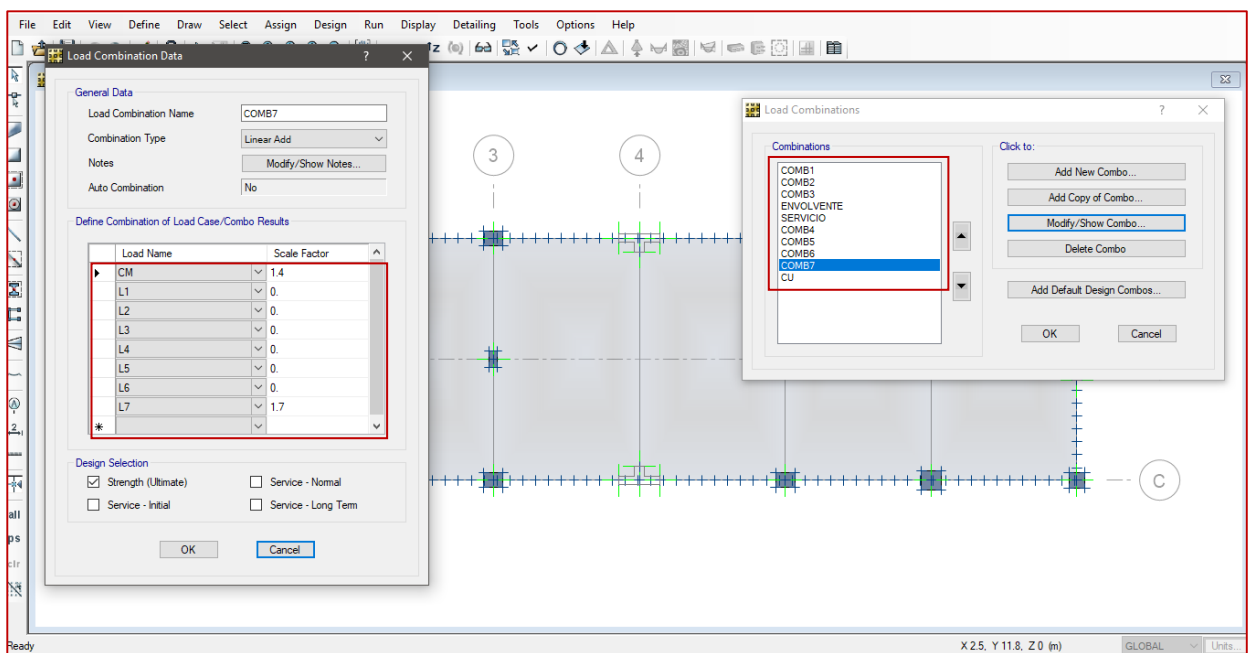 File Edit View Define Draw Select Assign Design Run Display Detailing Tools Options Help
Load Combination Data ? ×
General Data
Load Combination Name COMB7
Combination Type Linear Add
Notes Modify/Show Notes...
Auto Combination No
Define Combination of Load Case/Combo Results
Load Name Scale Factor
CM 1.4
L1 0.
L2 0.
L3 0.
L4 0.
L5 0.
L6 0.
L7 1.7
Design Selection
Strength (Ultimate) Service - Normal
Service - Initial Service - Long Term
OK Cancel
3
4
Load Combinations ? ×
Combinations
COMB1
COMB2
COMB3
ENVOLVENTE
SERVICIO
COMB4
COMB5
COMB6
COMB7
CU
Click to:
Add New Combo...
Add Copy of Combo...
Modify/Show Combo...
Delete Combo
Add Default Design Combos...
OK Cancel
C
all
ps
clr
Ready X 2.5, Y 11.8, Z 0 (m) GLOBAL Units...